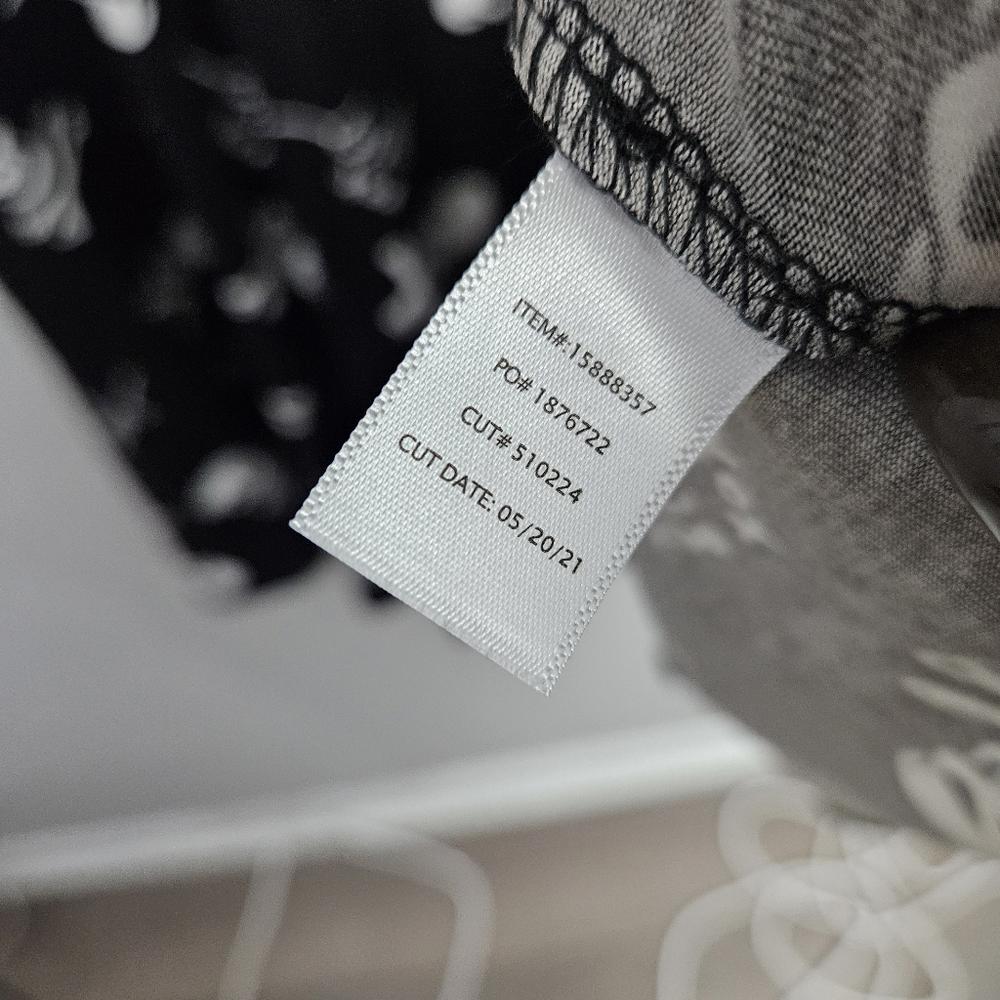 ITEM#:15888357
PO# 1876722
CUT# 510224
CUT DATE: 05/20/21